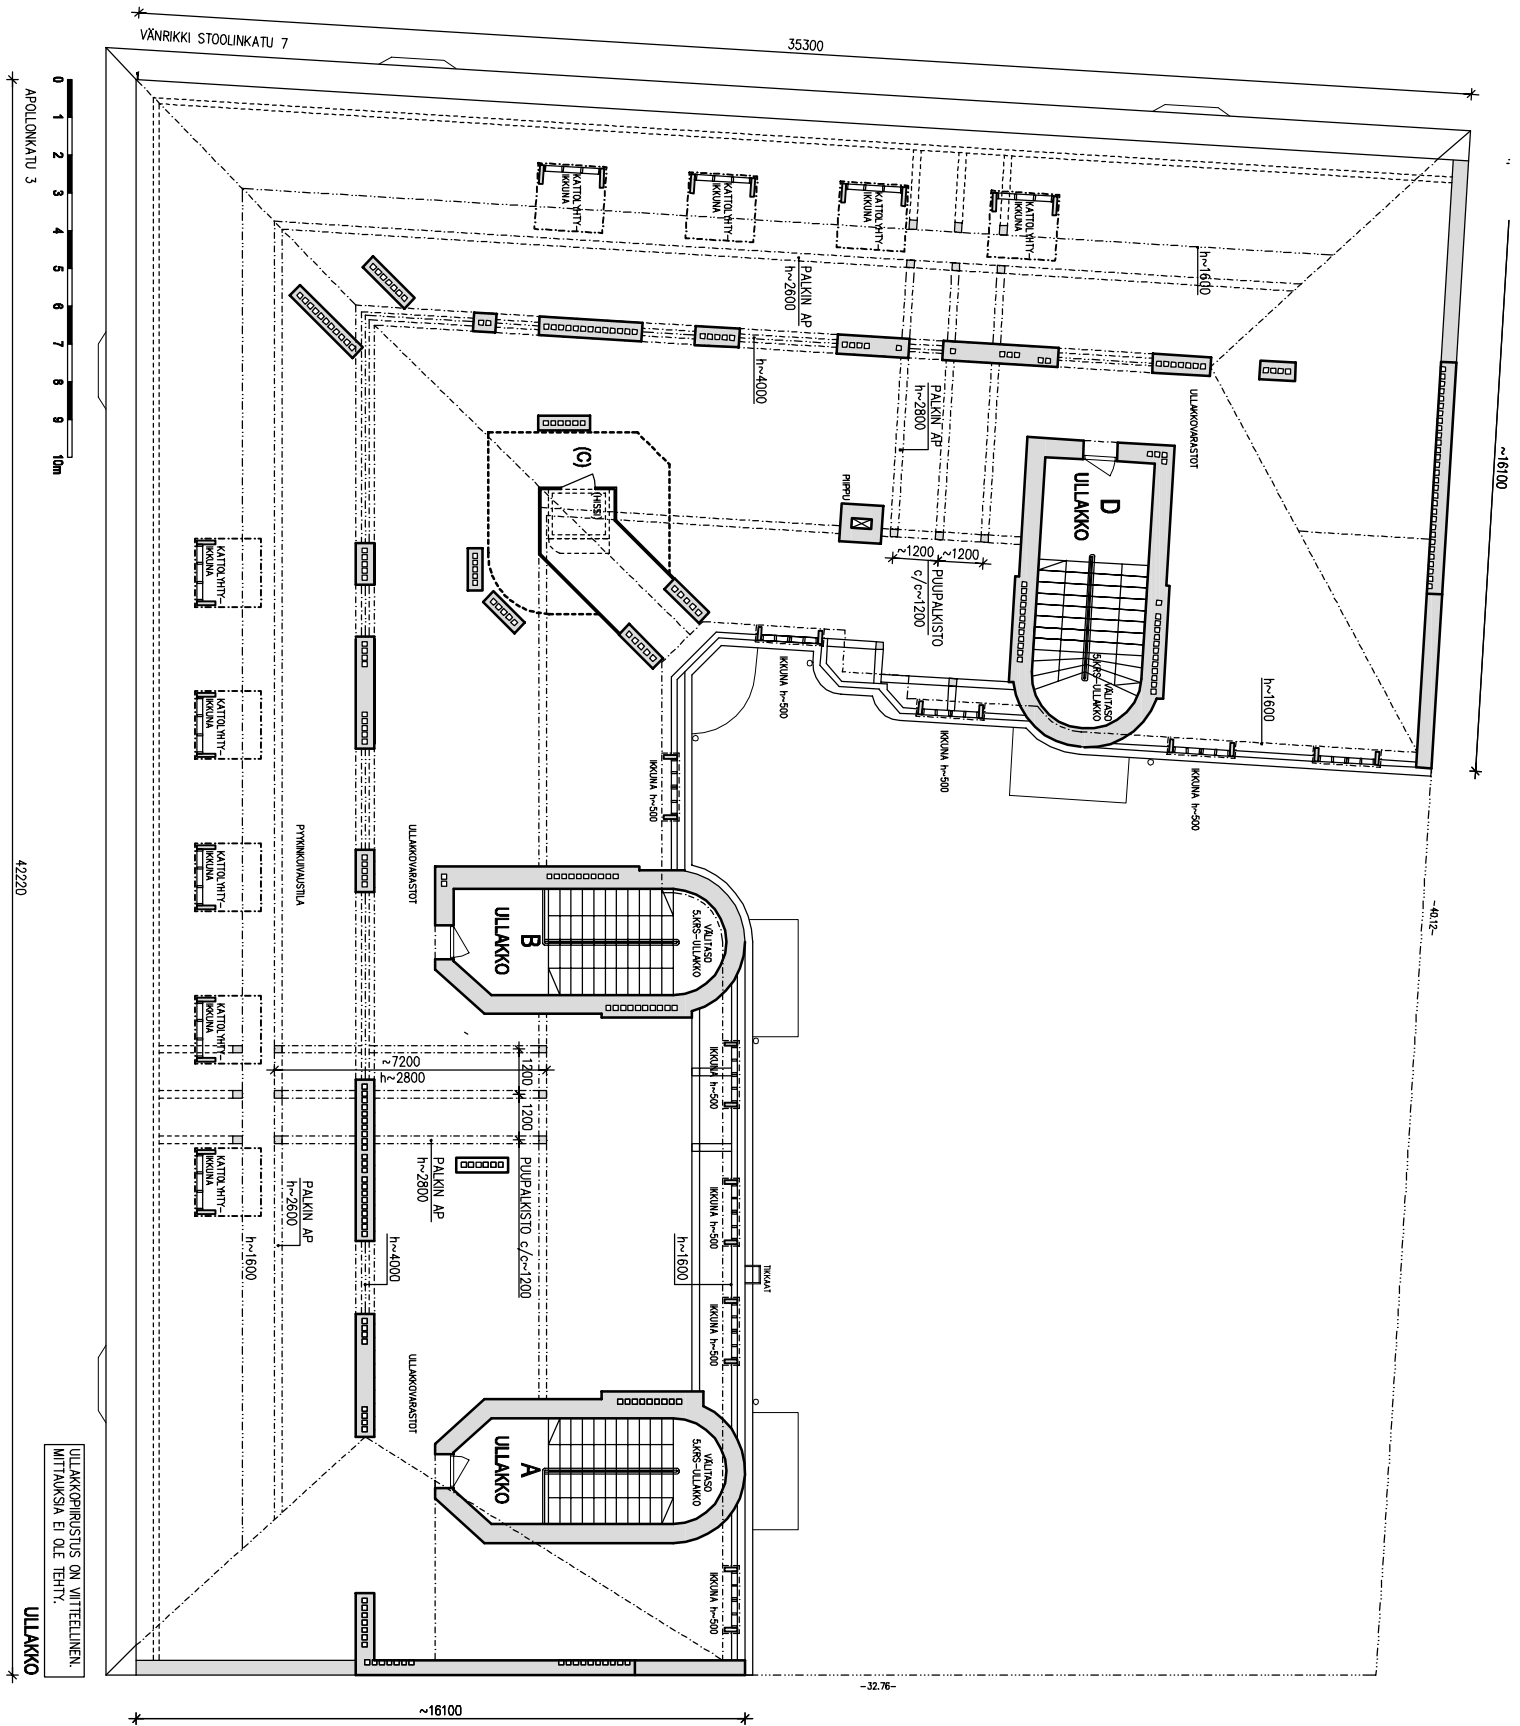 VÄNRIKKI STOOLINKATU 7
35300
APOLLONKATU 3
0 1 2 3 4 5 6 7 8 9 10m
42220
~16100
KATTOLYHTY-
IKKUNA
KATTOLYHTY-
IKKUNA
KATTOLYHTY-
IKKUNA
KATTOLYHTY-
IKKUNA
h~1600
PALKIN AP
h~2600
h~4000
PALKIN AP
h~2800
ULLAKKOVARASTOT
(C)
(HISSI)
PIIPPU
~1200
~1200
PUUPALKISTO
c/c~1200
D
ULLAKKO
VÄLITASO
5.KRS-ULLAKKO
h~1600
IKKUNA h~500
IKKUNA h~500
IKKUNA h~500
IKKUNA h~500
-40.12-
KATTOLYHTY-
IKKUNA
KATTOLYHTY-
IKKUNA
KATTOLYHTY-
IKKUNA
KATTOLYHTY-
IKKUNA
KATTOLYHTY-
IKKUNA
PYYKINKUIVAUSTILA
ULLAKKOVARASTOT
B
ULLAKKO
VÄLITASO
5.KRS-ULLAKKO
~7200
h~2800
1200
1200
PUUPALKISTO c/c~1200
PALKIN AP
h~2800
PALKIN AP
h~2600
h~1600
h~4000
h~1600
IKKUNA h~500
IKKUNA h~500
IKKUNA h~500
TIKKAAT
ULLAKKOVARASTOT
A
ULLAKKO
VÄLITASO
5.KRS-ULLAKKO
IKKUNA h~500
-32.76-
~16100
ULLAKKOPIIRUSTUS ON VIITTEELLINEN.
MITTAUKSIA EI OLE TEHTY.
ULLAKKO